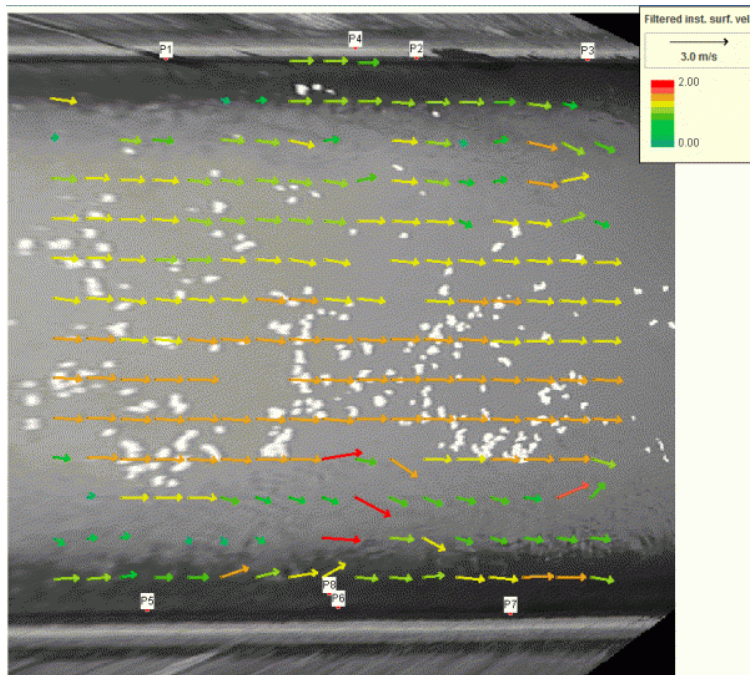 Filtered inst. surf. vel
3.0 m/s
2.00
0.00
P4
P1
P2
P3
P8
P5
P6
P7